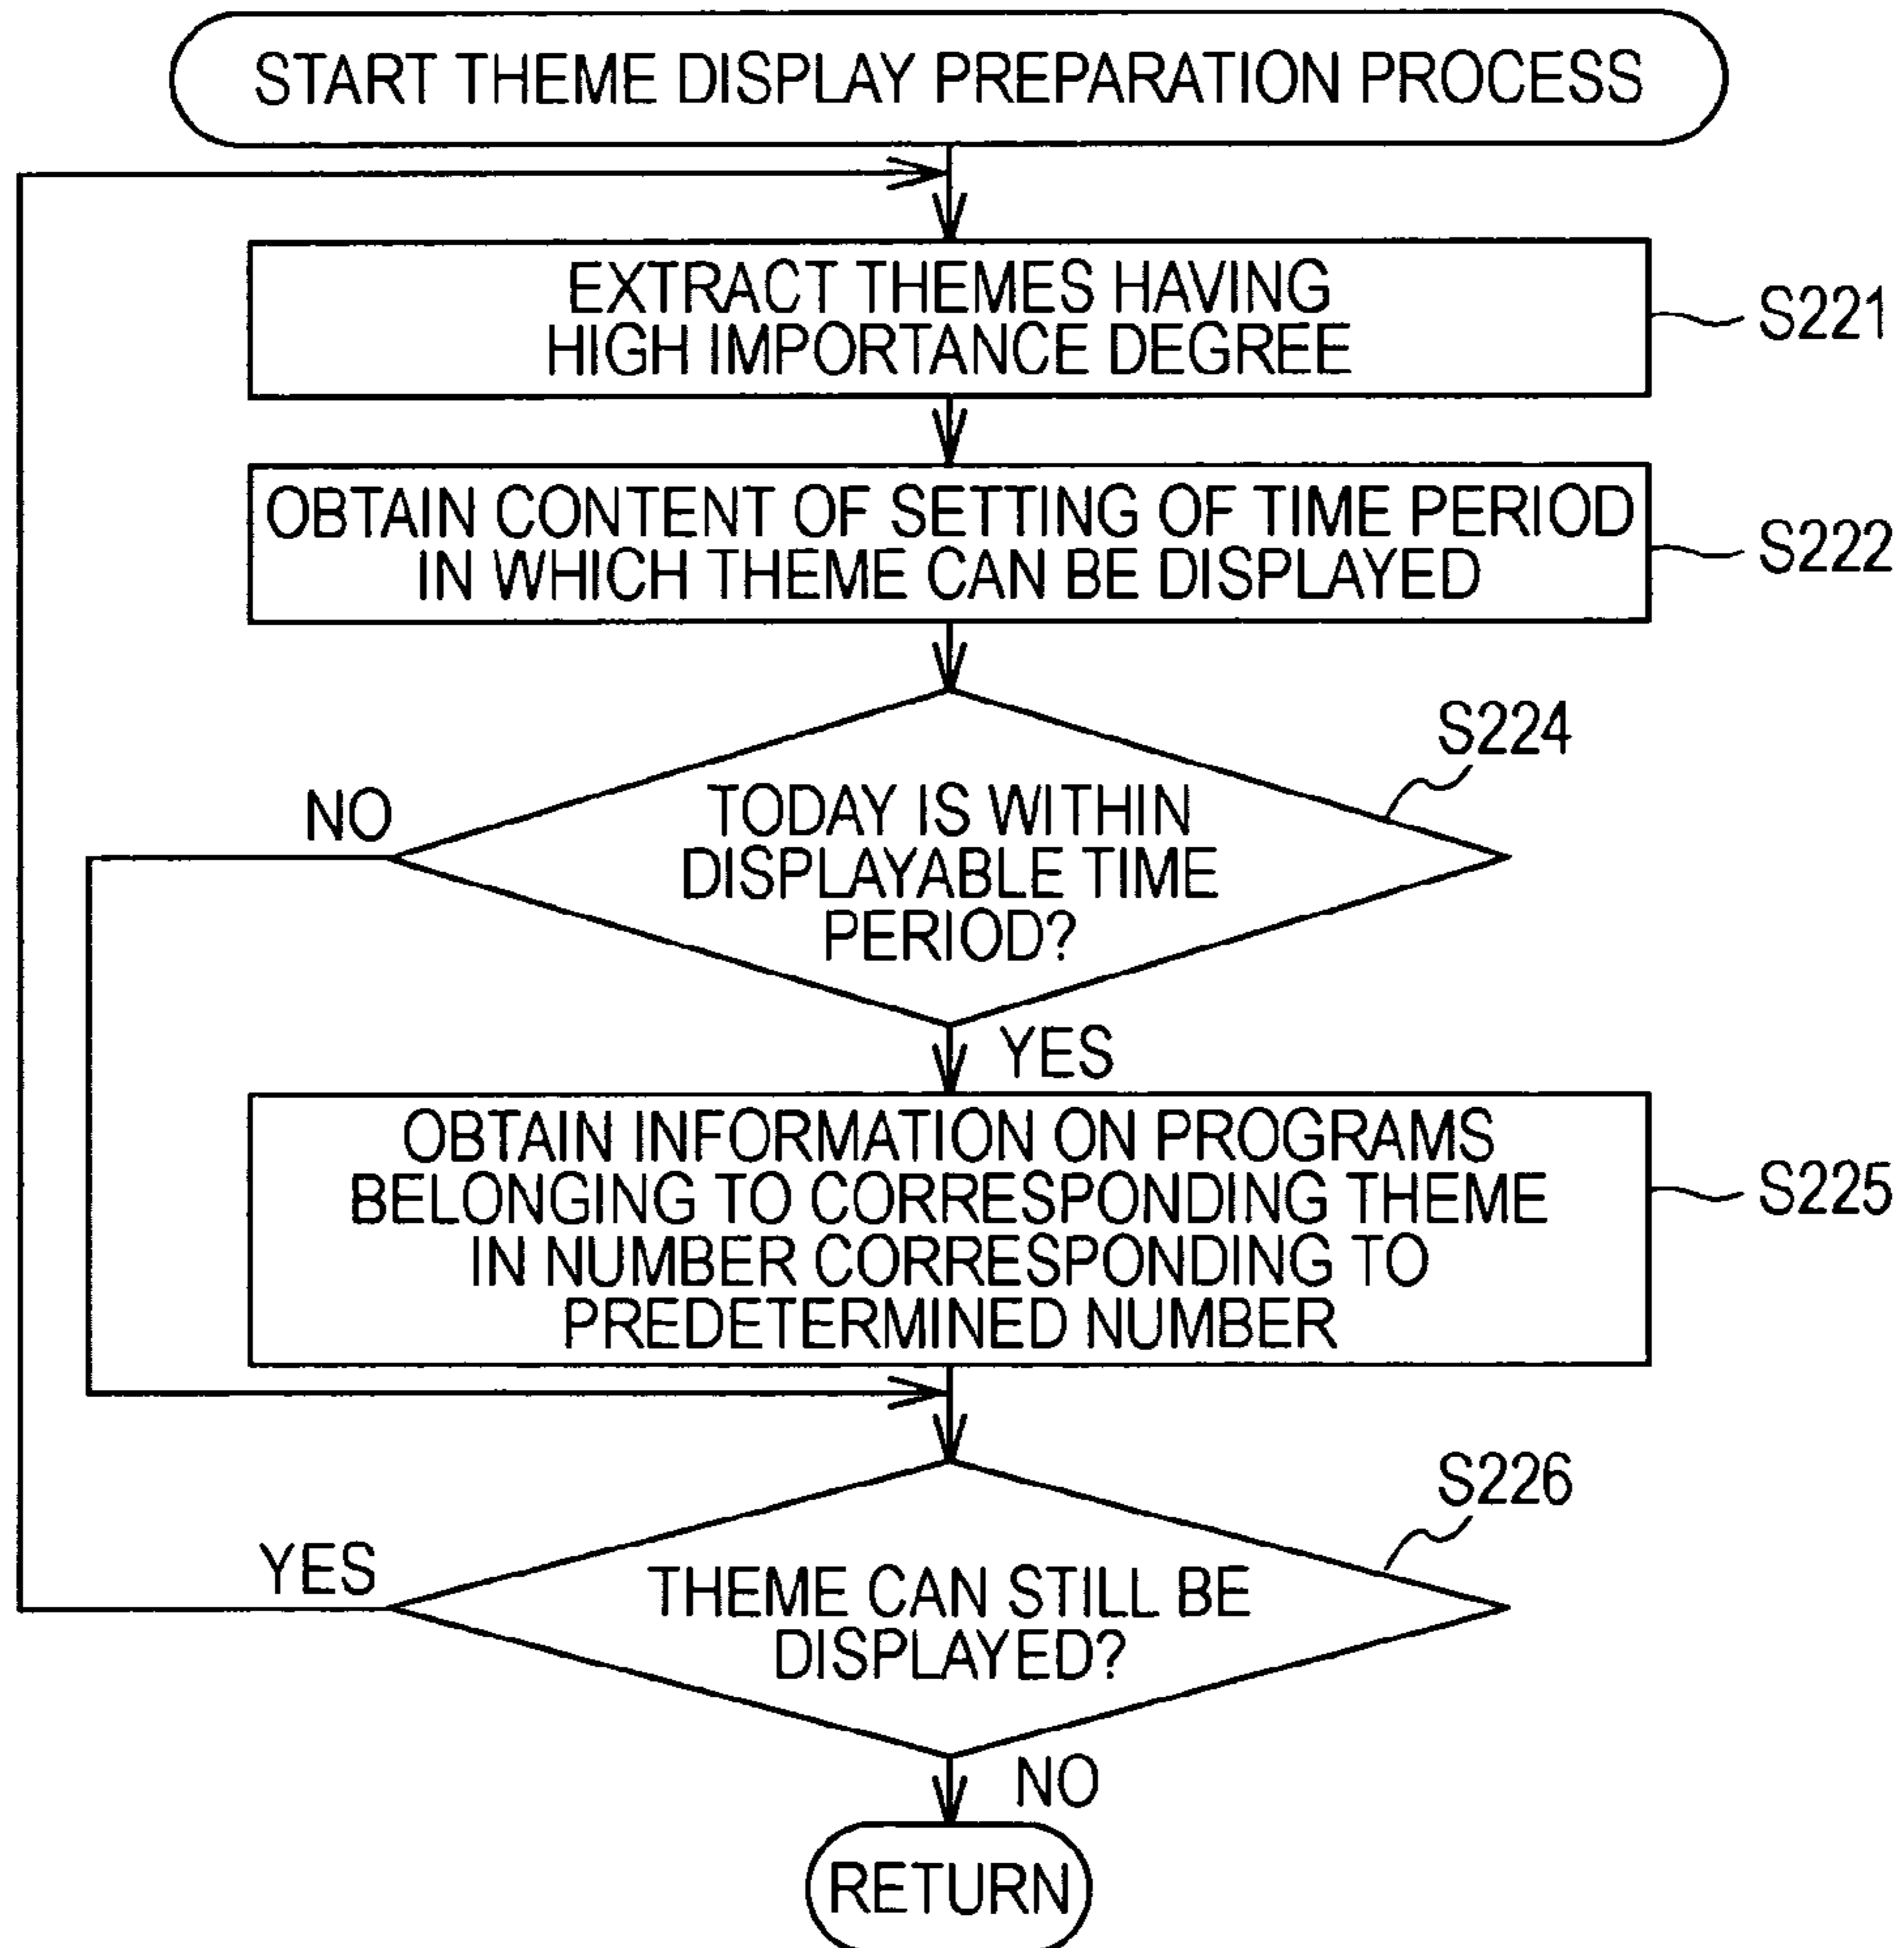 START THEME DISPLAY PREPARATION PROCESS
EXTRACT THEMES HAVING
HIGH IMPORTANCE DEGREE
S221
OBTAIN CONTENT OF SETTING OF TIME PERIOD
IN WHICH THEME CAN BE DISPLAYED
S222
S224
NO
TODAY IS WITHIN
DISPLAYABLE TIME
PERIOD?
YES
OBTAIN INFORMATION ON PROGRAMS
BELONGING TO CORRESPONDING THEME
IN NUMBER CORRESPONDING TO
PREDETERMINED NUMBER
S225
S226
YES
THEME CAN STILL BE
DISPLAYED?
NO
RETURN